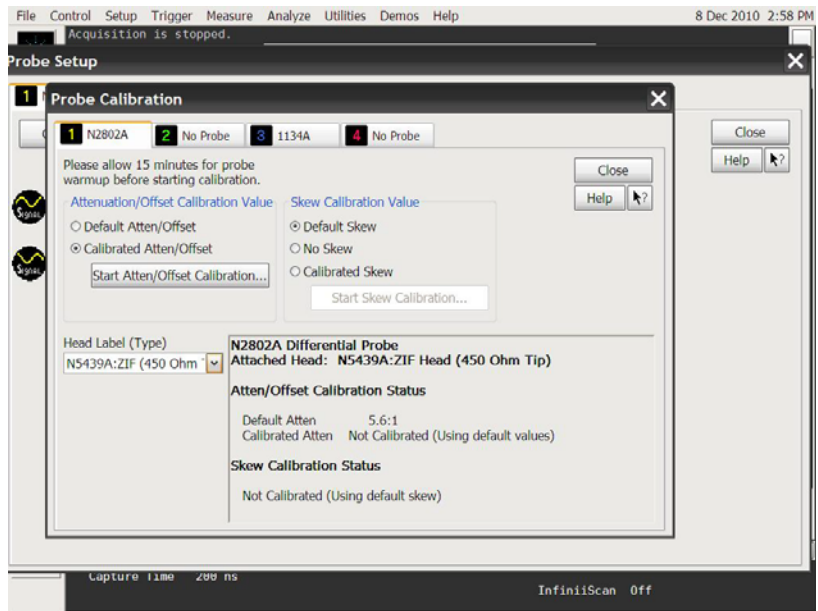 File Control Setup Trigger Measure Analyze Utilities Demos Help 8 Dec 2010 2:58 PM
Acquisition is stopped.
Probe Setup
1
Probe Calibration
1 N2802A 2 No Probe 3 1134A 4 No Probe
Close
Help
Please allow 15 minutes for probe
warmup before starting calibration.
Close
Help
Attenuation/Offset Calibration Value
Default Atten/Offset
Calibrated Atten/Offset
Start Atten/Offset Calibration...
Skew Calibration Value
Default Skew
No Skew
Calibrated Skew
Start Skew Calibration...
Signal
Signal
Head Label (Type)
N5439A:ZIF (450 Ohm
N2802A Differential Probe
Attached Head: N5439A:ZIF Head (450 Ohm Tip)
Atten/Offset Calibration Status
Default Atten 5.6:1
Calibrated Atten Not Calibrated (Using default values)
Skew Calibration Status
Not Calibrated (Using default skew)
Capture Time 200 ns
InfiniiScan Off